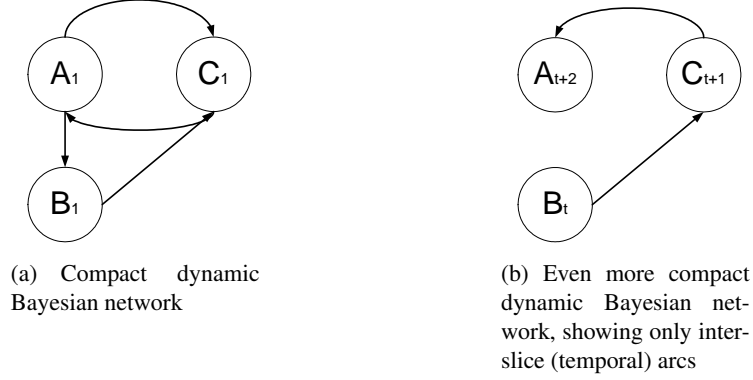 A1
C1
B1
At+2
Ct+1
Bt
(a) Compact dynamic
Bayesian network
(b) Even more compact
dynamic Bayesian net-
work, showing only inter-
slice (temporal) arcs